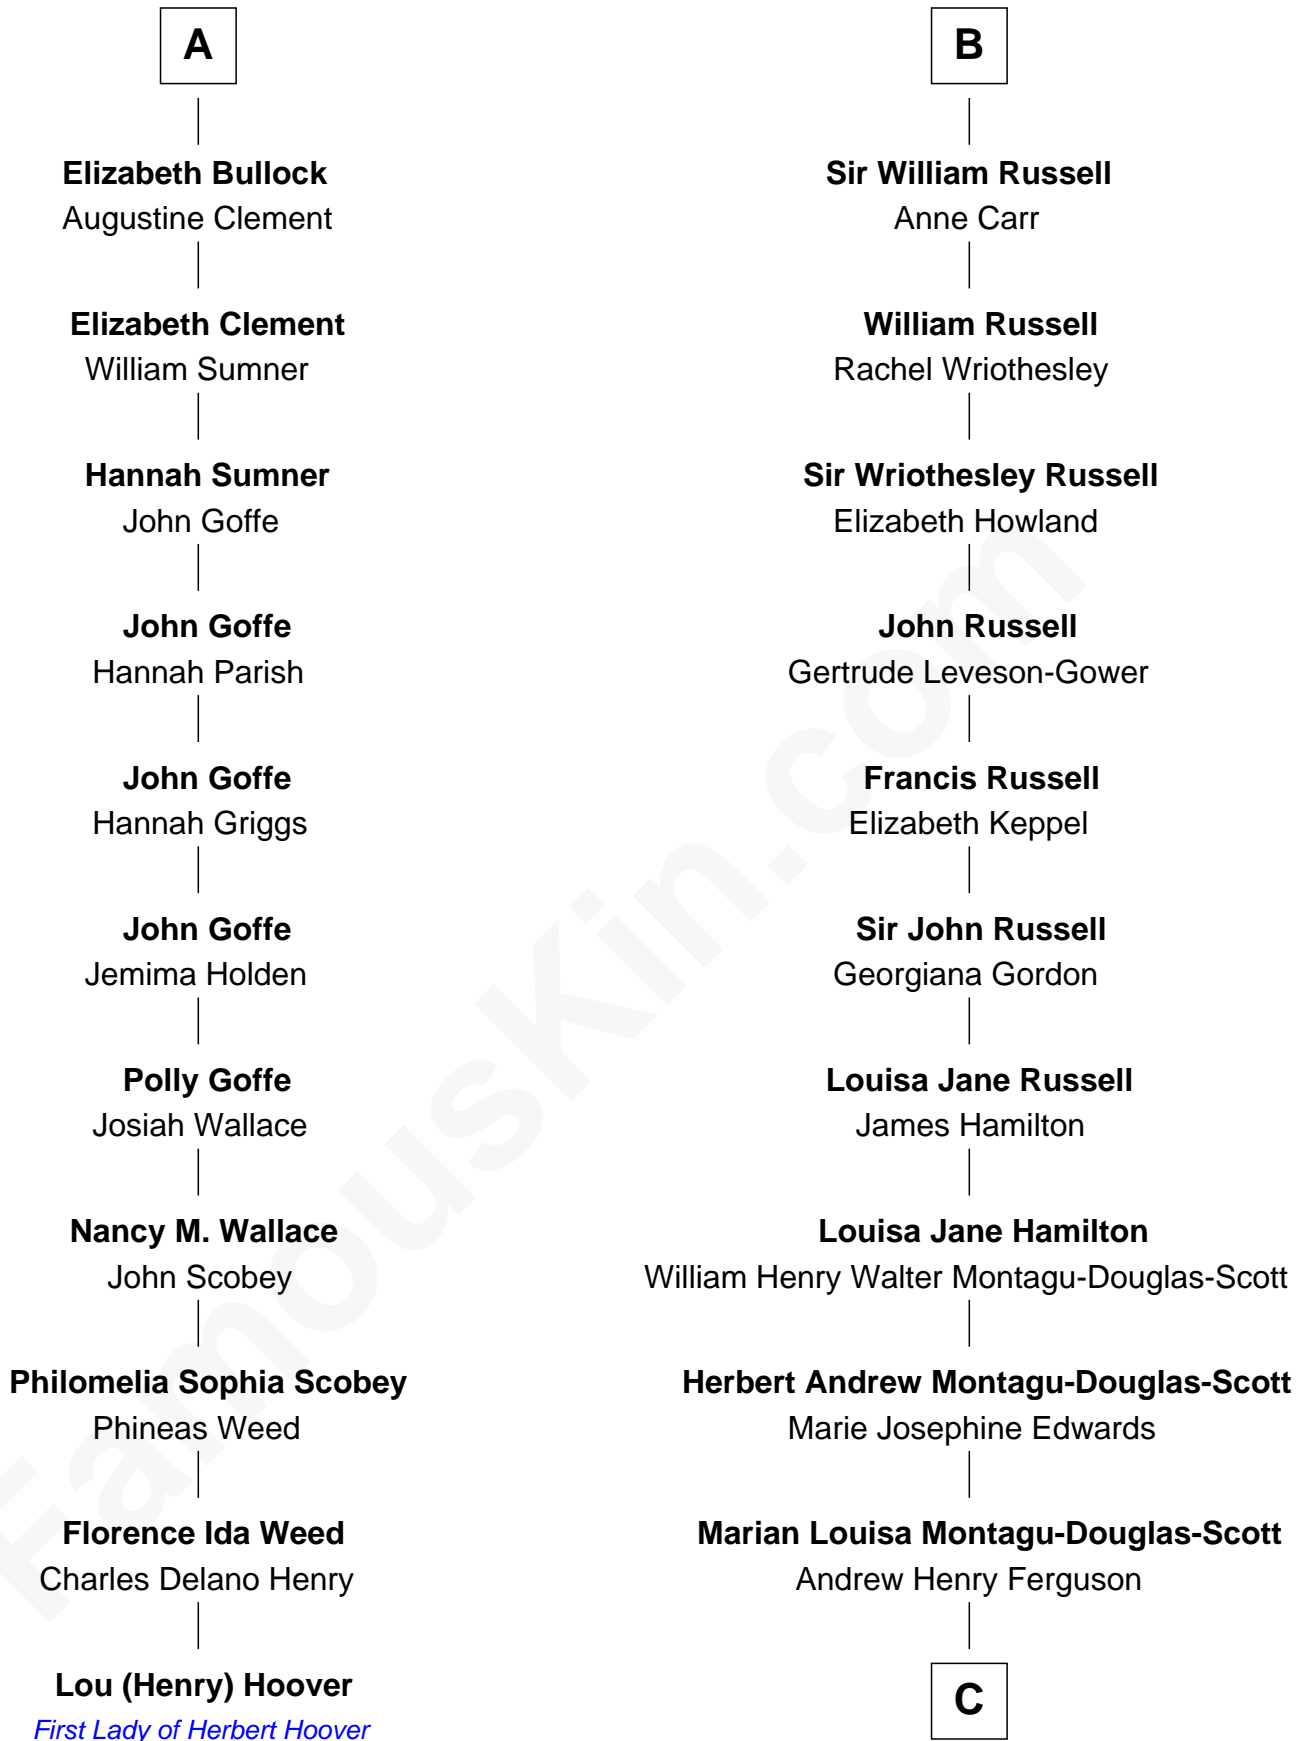 A
Elizabeth Bullock
Augustine Clement
Elizabeth Clement
William Sumner
Hannah Sumner
John Goffe
John Goffe
Hannah Parish
John Goffe
Hannah Griggs
John Goffe
Jemima Holden
Polly Goffe
Josiah Wallace
Nancy M. Wallace
John Scobey
Philomelia Sophia Scobey
Phineas Weed
Florence Ida Weed
Charles Delano Henry
Lou (Henry) Hoover
First Lady of Herbert Hoover
B
Sir William Russell
Anne Carr
William Russell
Rachel Wriothesley
Sir Wriothesley Russell
Elizabeth Howland
John Russell
Gertrude Leveson-Gower
Francis Russell
Elizabeth Keppel
Sir John Russell
Georgiana Gordon
Louisa Jane Russell
James Hamilton
Louisa Jane Hamilton
William Henry Walter Montagu-Douglas-Scott
Herbert Andrew Montagu-Douglas-Scott
Marie Josephine Edwards
Marian Louisa Montagu-Douglas-Scott
Andrew Henry Ferguson
C
FamousKin.com